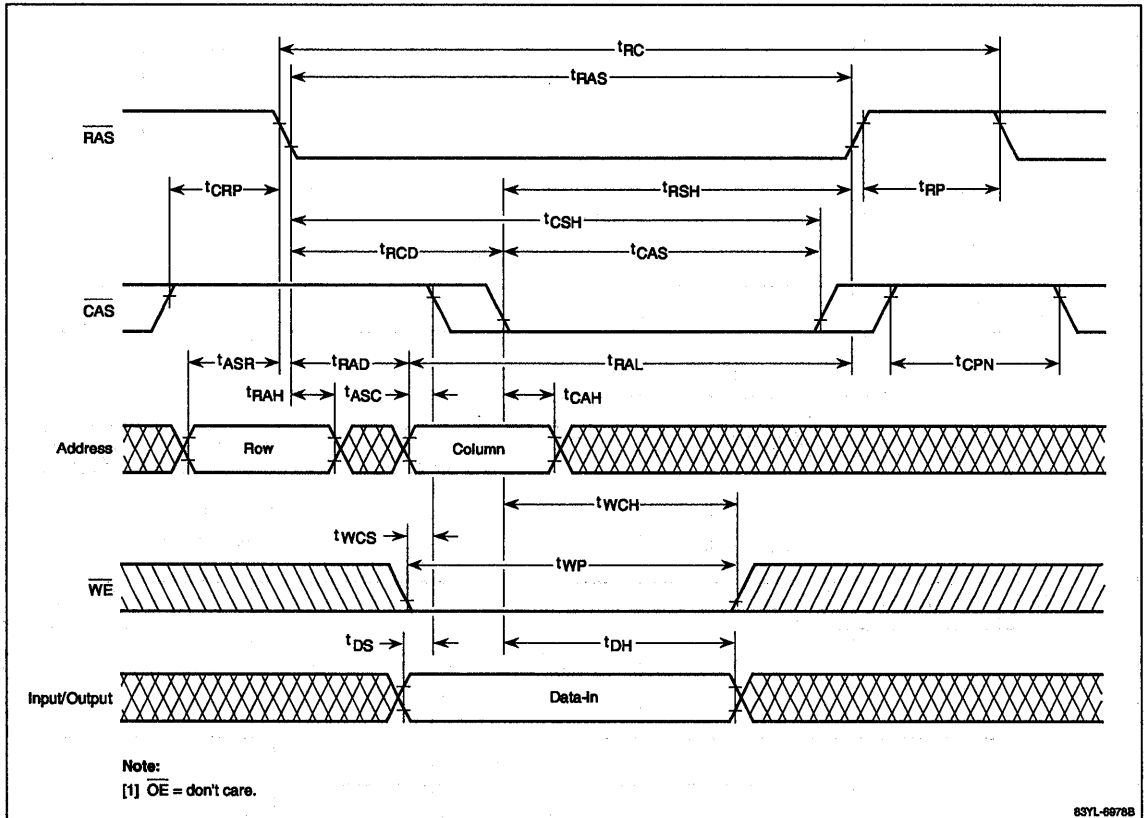 tRC
tRAS
RAS
tCRP
tRSH
tRP
tCSH
tRCD
tCAS
CAS
tASR
tRAD
tRAL
tCPN
tRAH
tASC
tCAH
Address
Row
Column
tWCH
tWCS
tWP
WE
tDS
tDH
Input/Output
Data-in
Note:
[1] OE = don't care.
83YL-6978B